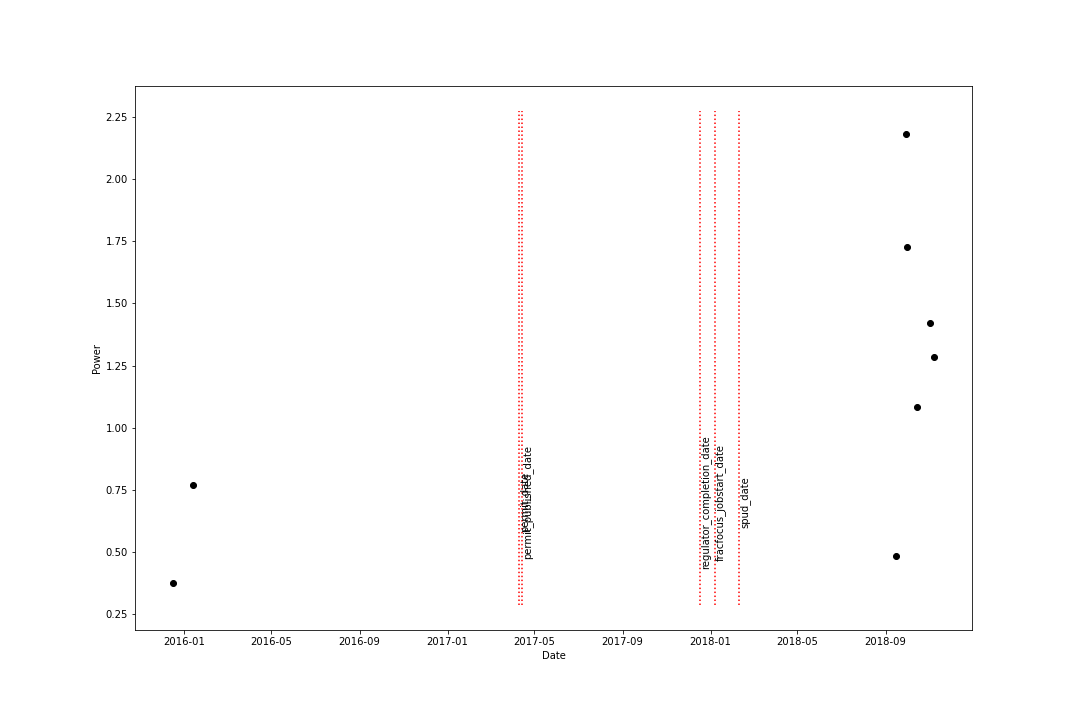 2.25
2.00
1.75
1.50
1.25
1.00
0.75
0.50
0.25
Power
permit_date
permit_published_date
regulator_completion_date
fracfocus_jobstart_date
spud_date
2016-01
2016-05
2016-09
2017-01
2017-05
2017-09
2018-01
2018-05
2018-09
Date